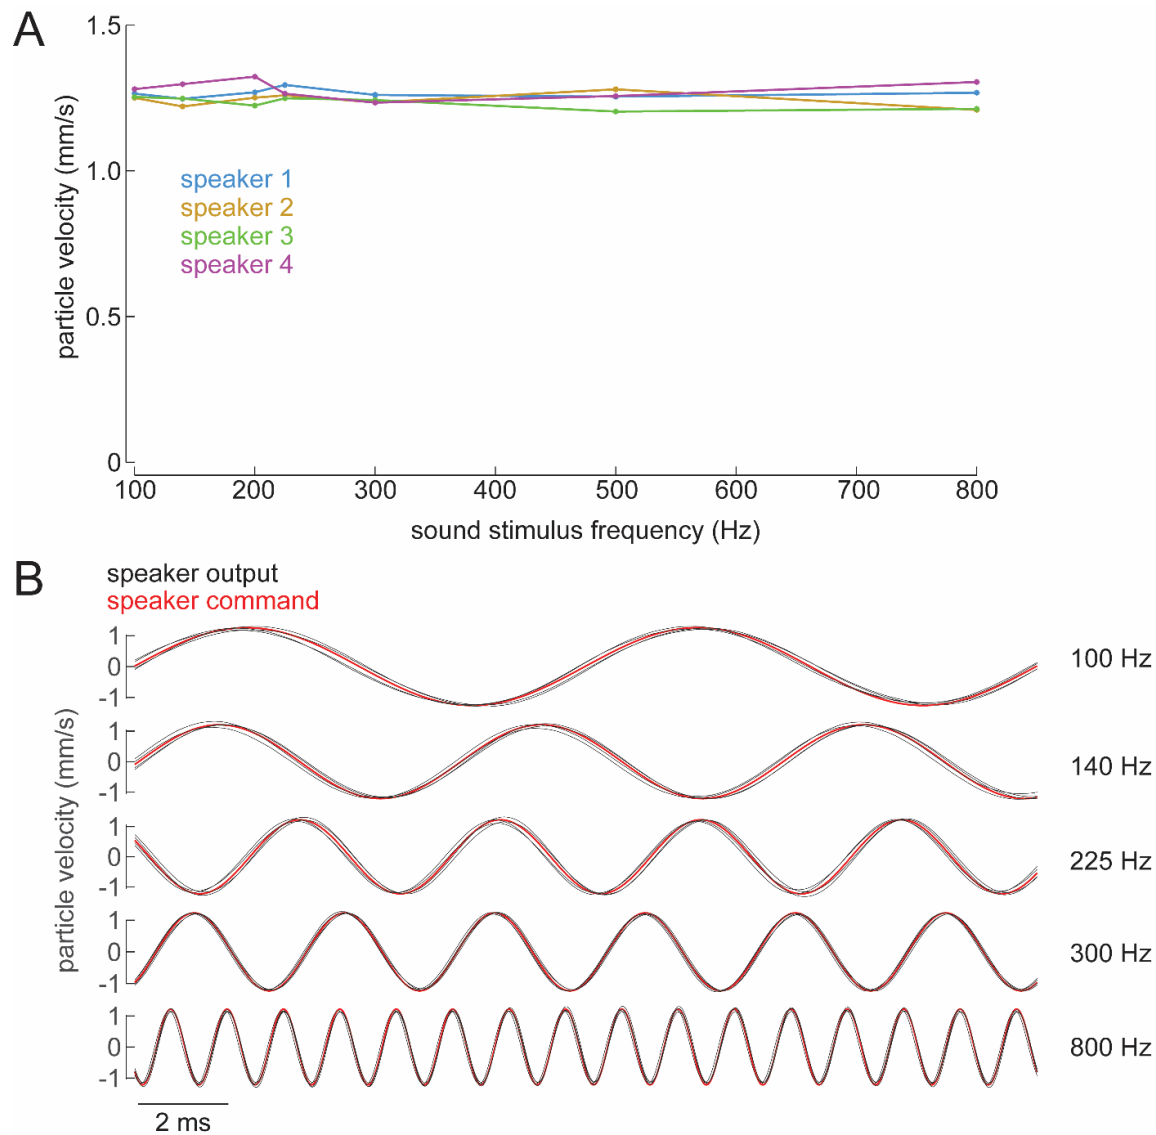 A
1.5
1.0
0.5
0
particle velocity (mm/s)
speaker 1
speaker 2
speaker 3
speaker 4
100 200 300 400 500 600 700 800
sound stimulus frequency (Hz)
B
speaker output
speaker command
particle velocity (mm/s)
1
0
-1
100 Hz
1
0
-1
140 Hz
1
0
-1
225 Hz
1
0
-1
300 Hz
1
0
-1
800 Hz
2 ms